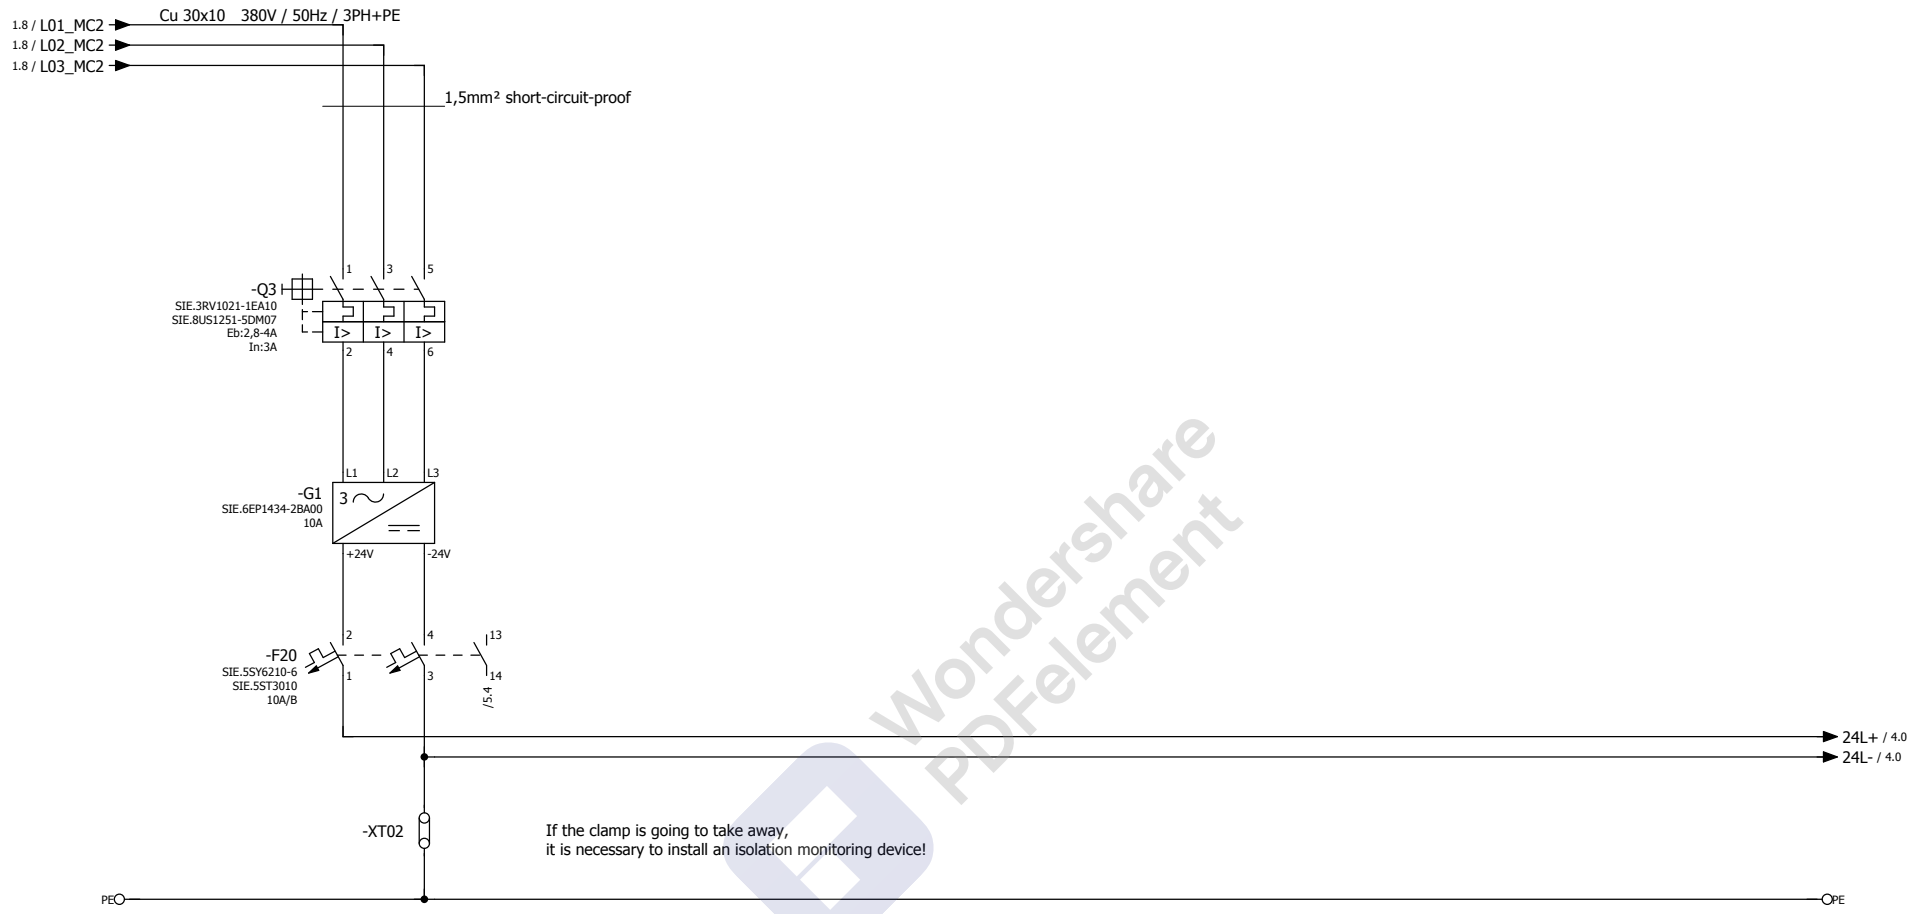 Cu 30x10 380V / 50Hz / 3PH+PE
1.8 / L01_MC2
1.8 / L02_MC2
1.8 / L03_MC2
1,5mm² short-circuit-proof
1 3 5
-Q3
SIE.3RV1021-1EA10
SIE.8US1251-5DM07
Eb:2,8-4A
In:3A
I> I> I>
2 4 6
L1 L2 L3
-G1
SIE.6EP1434-2BA00
10A
3
+24V -24V
2 4 13
-F20
SIE.5SY6210-6
SIE.5ST3010
10A/B
1 3 14
/5.4
24L+ / 4.0
24L- / 4.0
-XT02
If the clamp is going to take away,
it is necessary to install an isolation monitoring device!
PE PE
Wondershare
PDFelement